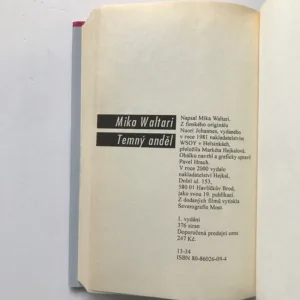 Mika Waltari
Temný anděl
Napsal Mika Waltari.
Z finského originálu
Nuori Johannes, vydaného
v roce 1981 nakladatelstvím
WSOY v Helsinkách,
přeložila Markéta Hejkalová.
Obálku navrhl a graficky upravil
Pavel Sivko.
V roce 2000 vydalo
nakladatelství Hejkal,
Dolní ul. 153,
580 01 Havlíčkův Brod,
jako svou 19. publikaci.
Z dodaných filmů vytiskla
Severografie Most.
1. vydání
376 stran
Doporučená prodejní cena
247 Kč.
13-34
ISBN 80-86026-09-4